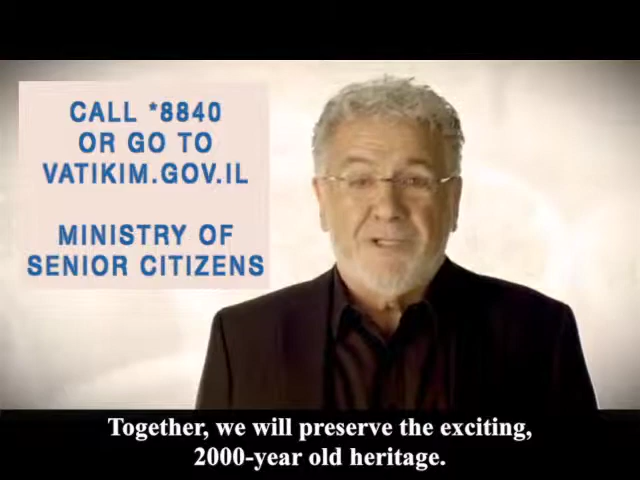 CALL *8840
OR GO TO
VATIKIM.GOV.IL
MINISTRY OF
SENIOR CITIZENS
Together, we will preserve the exciting,
2000-year old heritage.